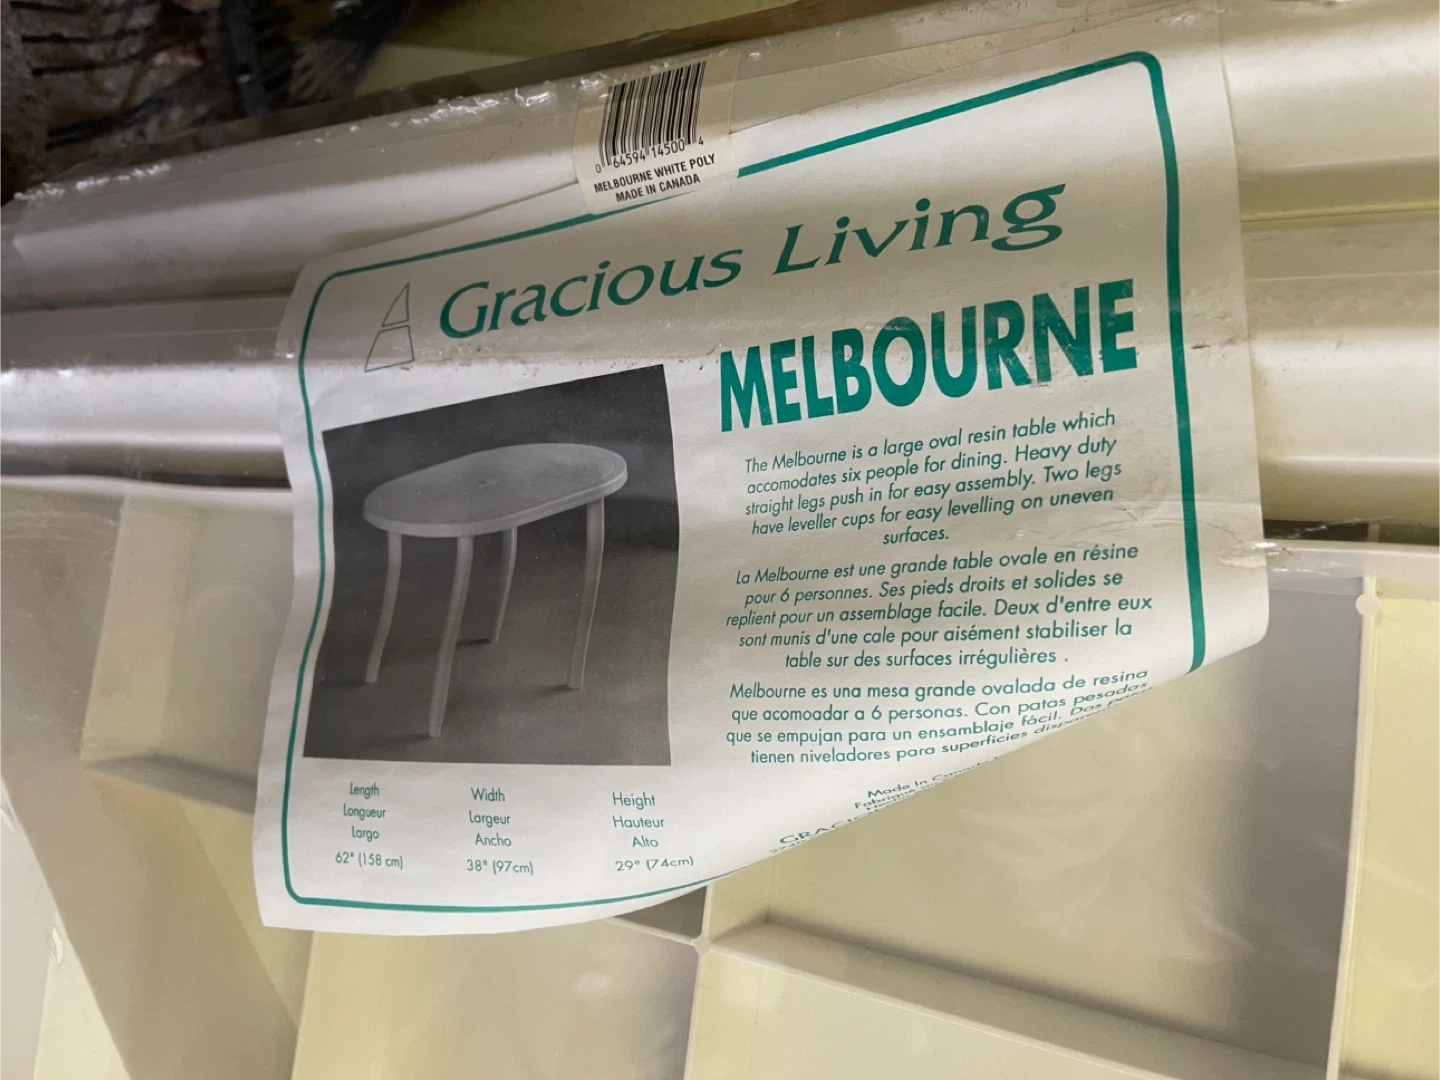 0 64594 14500 4
MELBOURNE WHITE POLY
MADE IN CANADA
Gracious Living
MELBOURNE
The Melbourne is a large oval resin table which
accomodates six people for dining. Heavy duty
straight legs push in for easy assembly. Two legs
have leveller cups for easy levelling on uneven
surfaces.
La Melbourne est une grande table ovale en résine
pour 6 personnes. Ses pieds droits et solides se
replient pour un assemblage facile. Deux d'entre eux
sont munis d'une cale pour aisément stabiliser la
table sur des surfaces irrégulières .
Melbourne es una mesa grande ovalada de resina
que acomoadar a 6 personas. Con patas pesadas
que se empujan para un ensamblaje fácil. Dos
tienen niveladores para superficies
Made In
Length
Longueur
Largo
62" (158 cm)
Width
Largeur
Ancho
38" (97cm)
Height
Hauteur
Alto
29" (74cm)